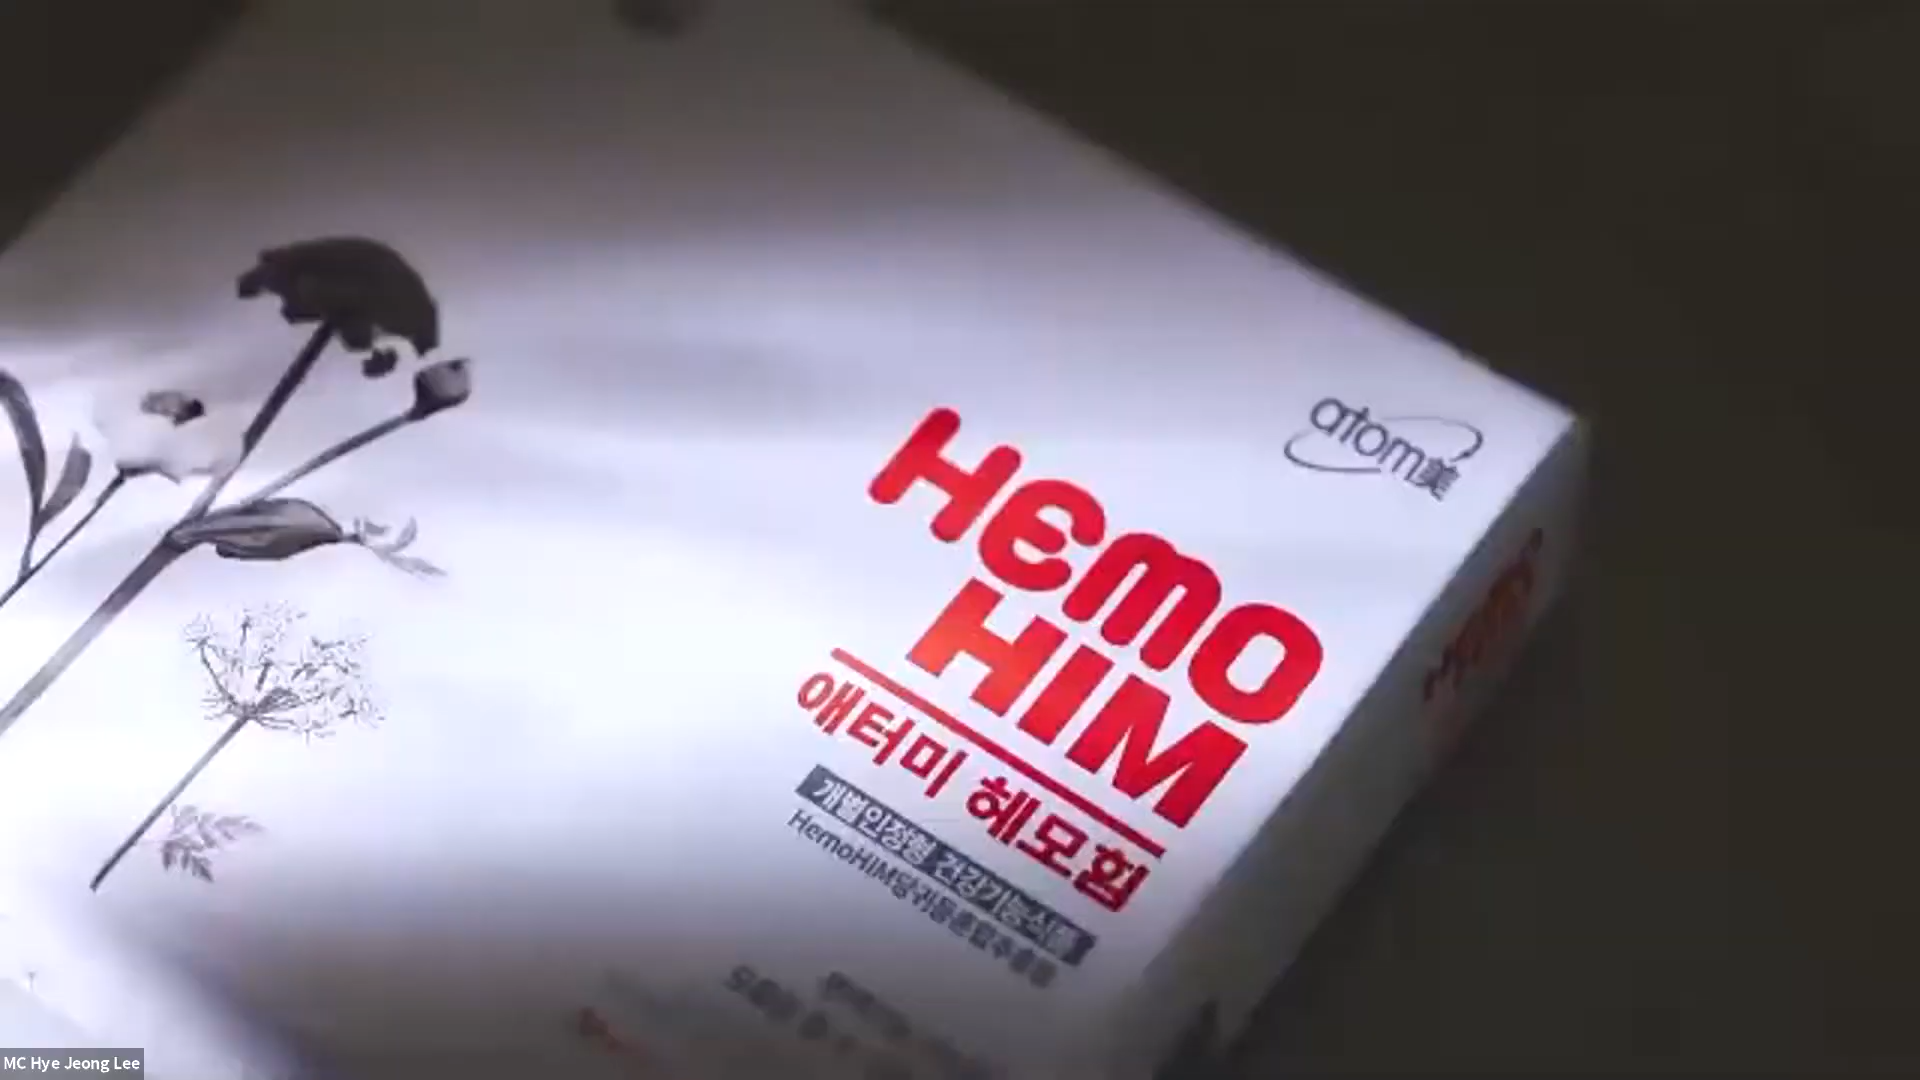 atom美
HEMO
HIM
애터미 헤모힘
개별인정형 건강기능식품
HemoHIM당귀등혼합추출물
MC Hye Jeong Lee